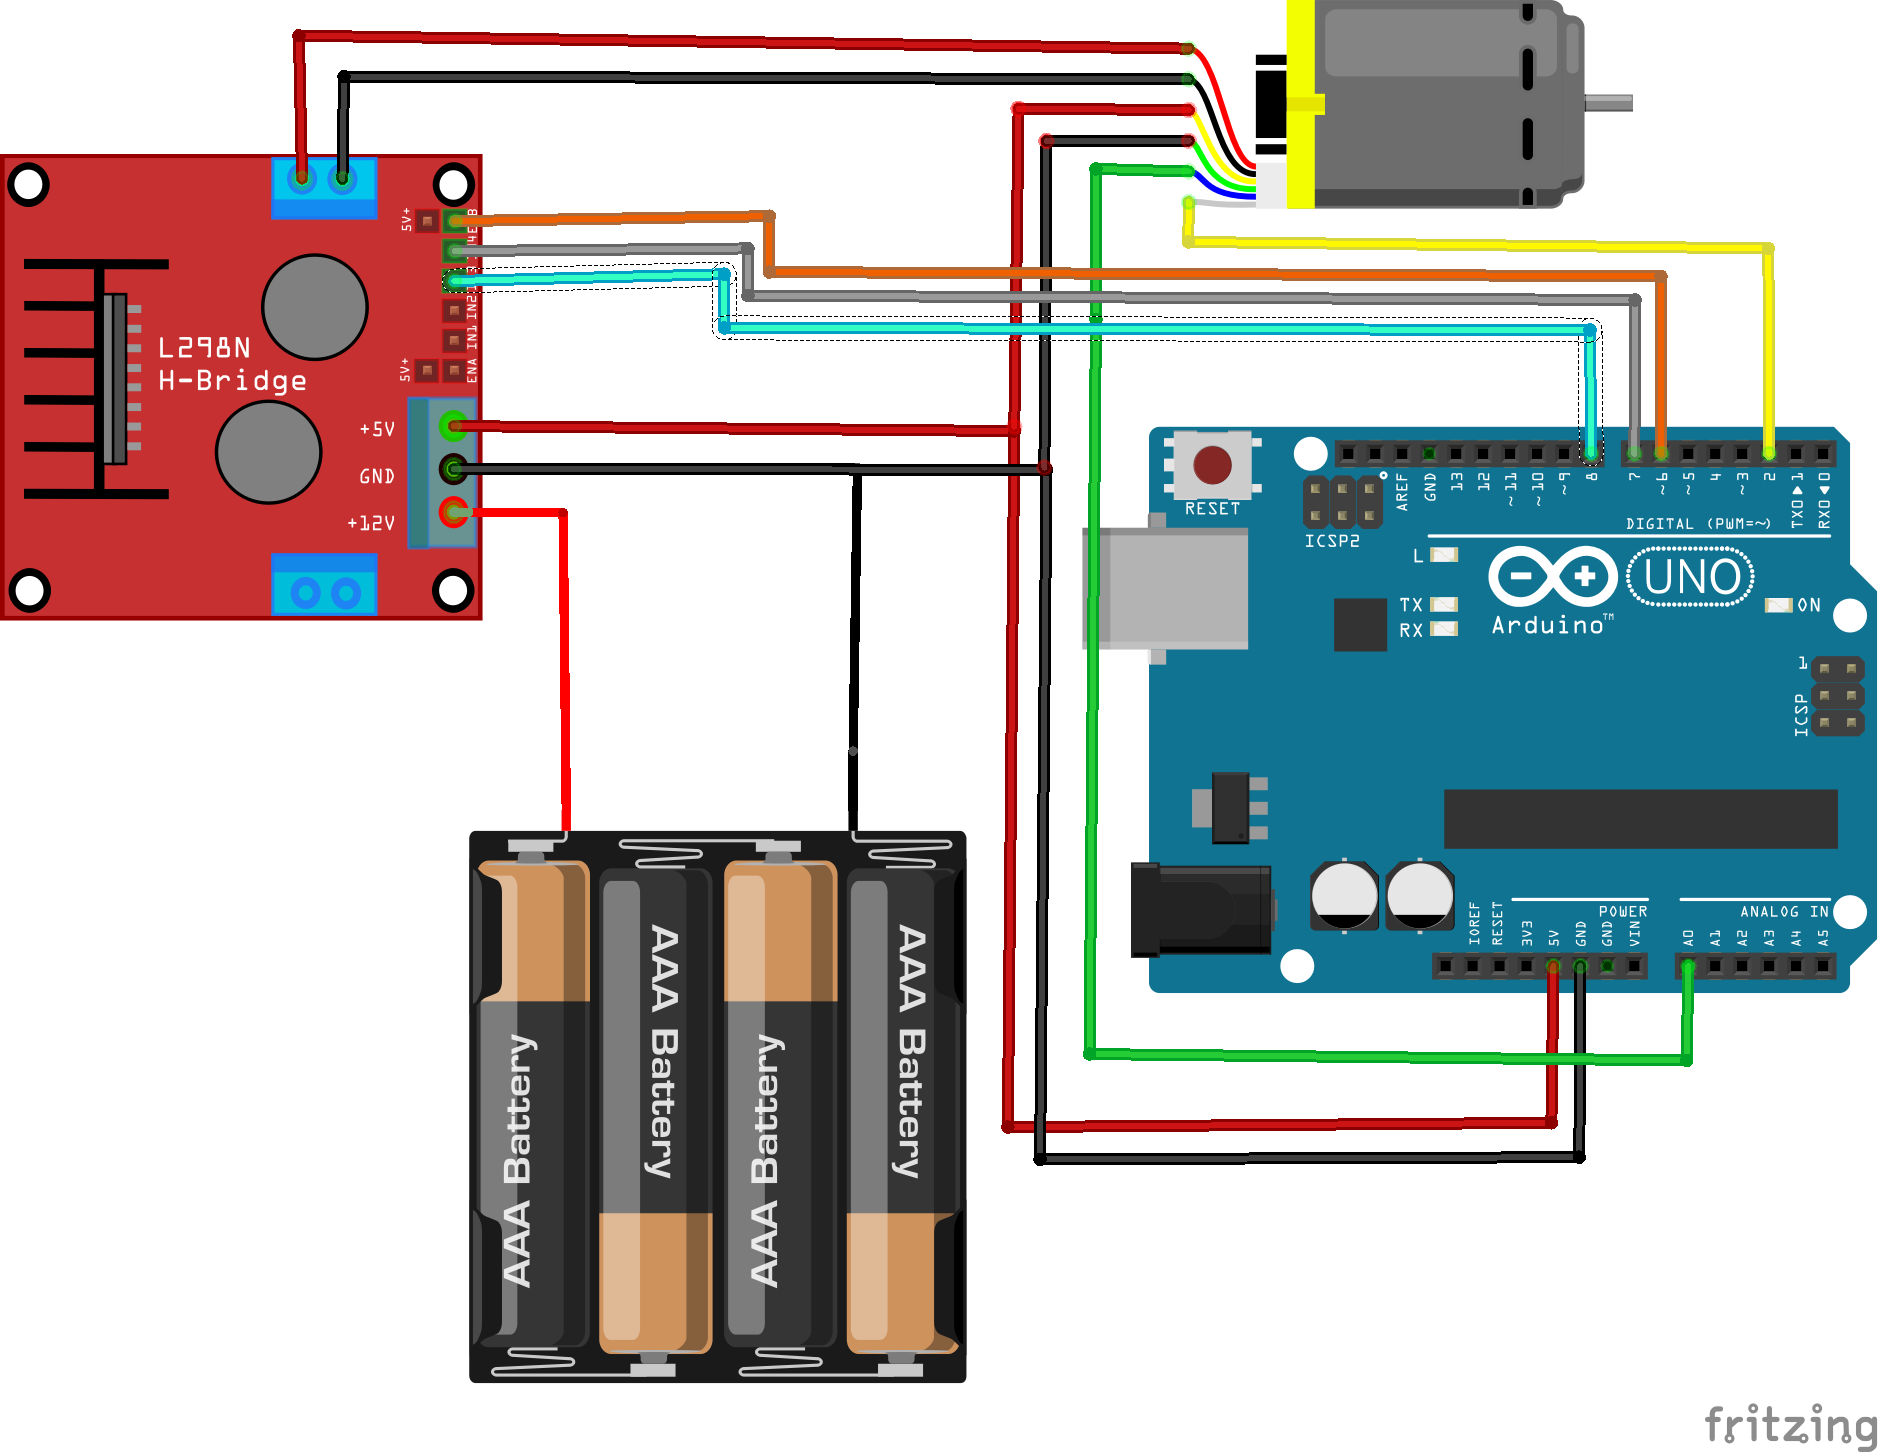 5V+
IN2
IN1
5V+
ENA
L298N
H-Bridge
+5V
GND
+12V
RESET
ICSP2
AREF
GND
13
12
~11
~10
~9
8
7
~6
~5
4
~3
2
TX0▶1
RX0◀0
DIGITAL (PWM=~)
L
TX
RX
UNO
Arduino™
ON
1
ICSP
IOREF
RESET
3V3
5V
GND
GND
VIN
POWER
ANALOG IN
A0
A1
A2
A3
A4
A5
AAA Battery
AAA Battery
AAA Battery
AAA Battery
fritzing